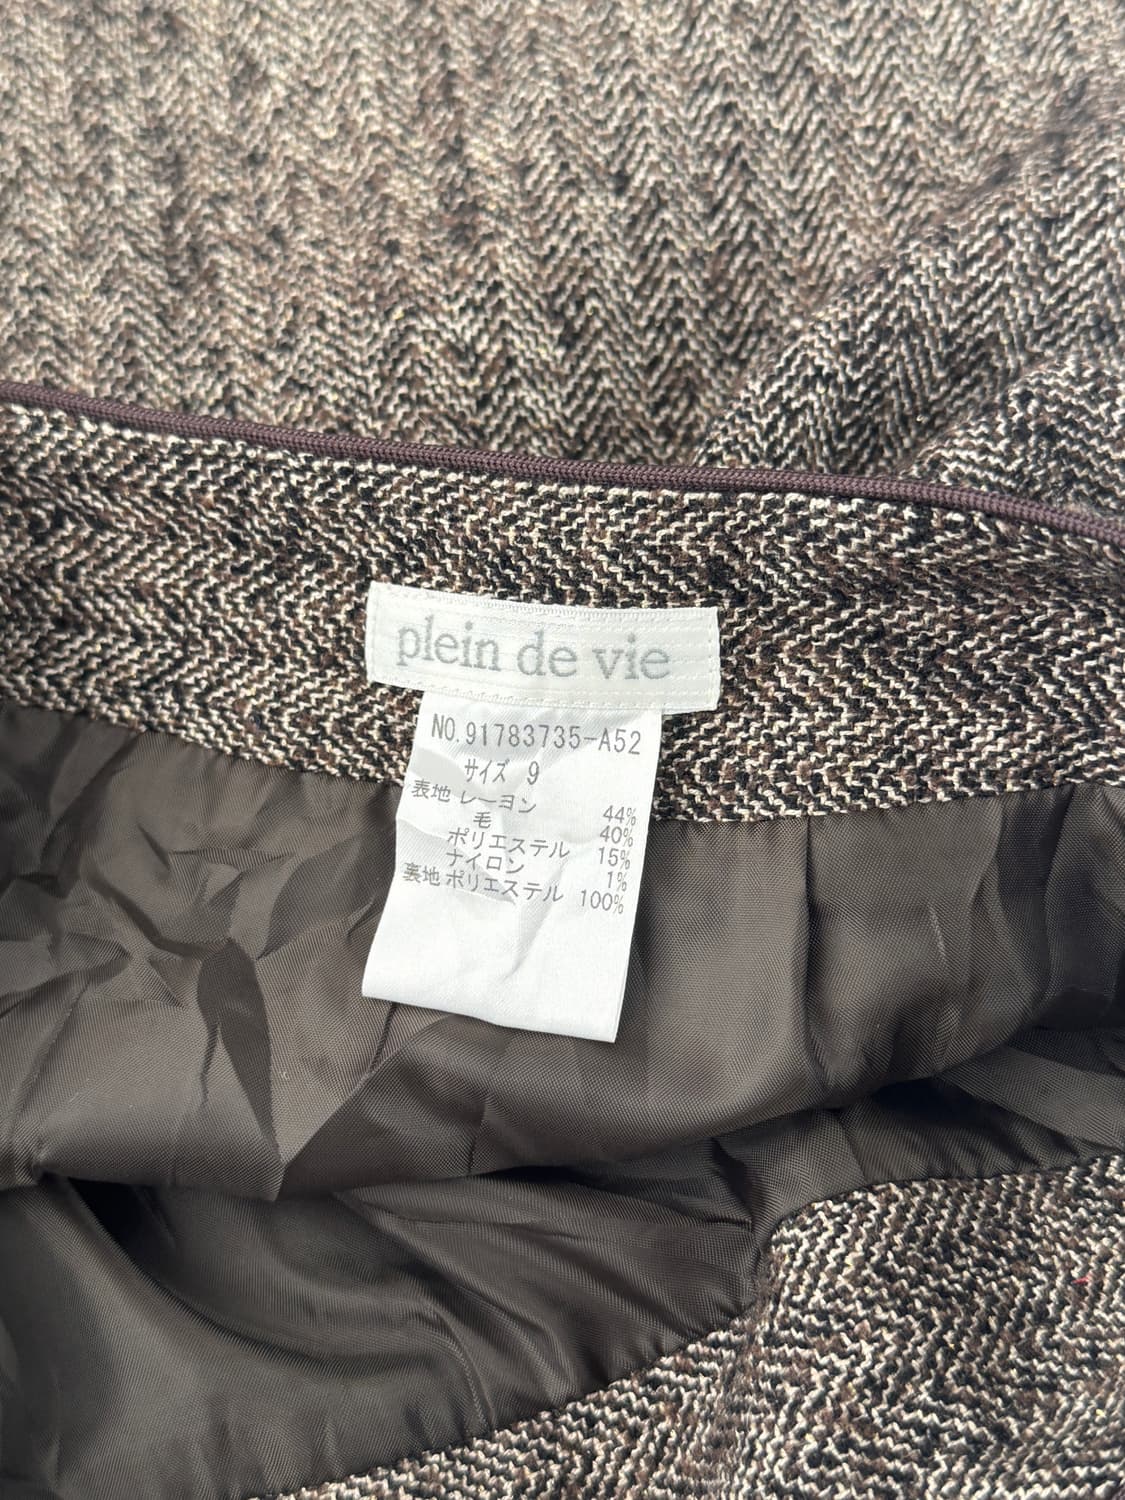 plein de vie
NO.91783735-A52
サイズ 9
表地 レーヨン 44%
毛 40%
ポリエステル 15%
ナイロン 1%
裏地 ポリエステル 100%